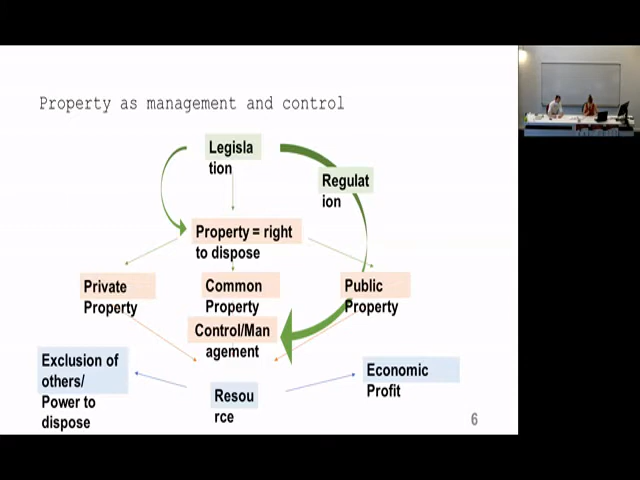 Property as management and control
Legisla
tion
Regulat
ion
Property = right
to dispose
Private
Property
Common
Property
Public
Property
Control/Man
agement
Exclusion of
others/
Power to
dispose
Resou
rce
Economic
Profit
6